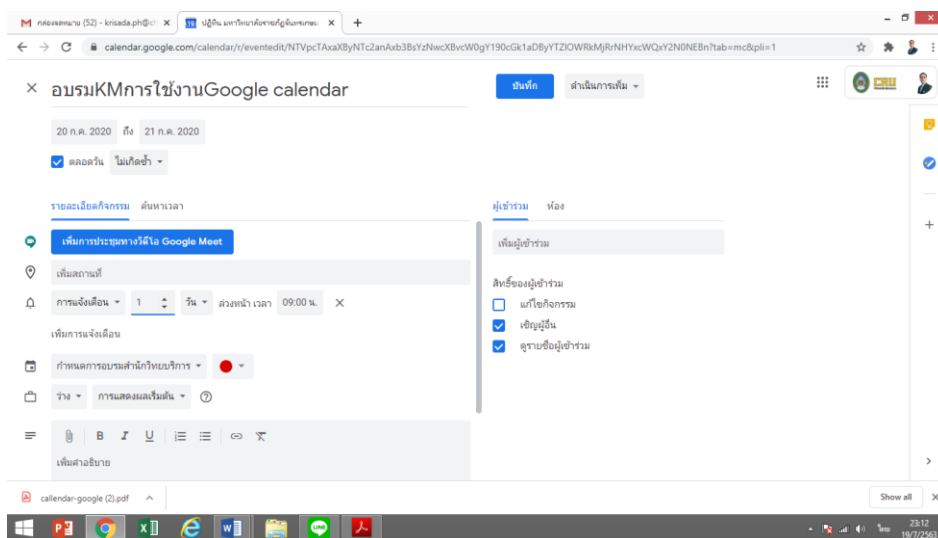 กล่องจดหมาย (52) - krisada.ph@c
ปฏิทิน มหาวิทยาลัยราชภัฏจันทรเกษม
calendar.google.com/calendar/r/eventedit/
อบรมKMการใช้งานGoogle calendar
บันทึก ดำเนินการเพิ่ม
CRU
20 ก.ค. 2020 ถึง 21 ก.ค. 2020
ตลอดวัน ไม่เกิดซ้ำ
รายละเอียดกิจกรรม ค้นหาเวลา
ผู้เข้าร่วม ห้อง
เพิ่มการประชุมทางวิดีโอ Google Meet
เพิ่มผู้เข้าร่วม
เพิ่มสถานที่
สิทธิ์ของผู้เข้าร่วม
การแจ้งเตือน 1 วัน ล่วงหน้า เวลา 09:00 น.
แก้ไขกิจกรรม
เชิญผู้อื่น
เพิ่มการแจ้งเตือน
ดูรายชื่อผู้เข้าร่วม
กำหนดการอบรมสำนักวิทยบริการ
ว่าง การแสดงผลเริ่มต้น
B I U
เพิ่มคำอธิบาย
callendar-google (2).pdf
Show all
ไทย 23:12
19/7/2563